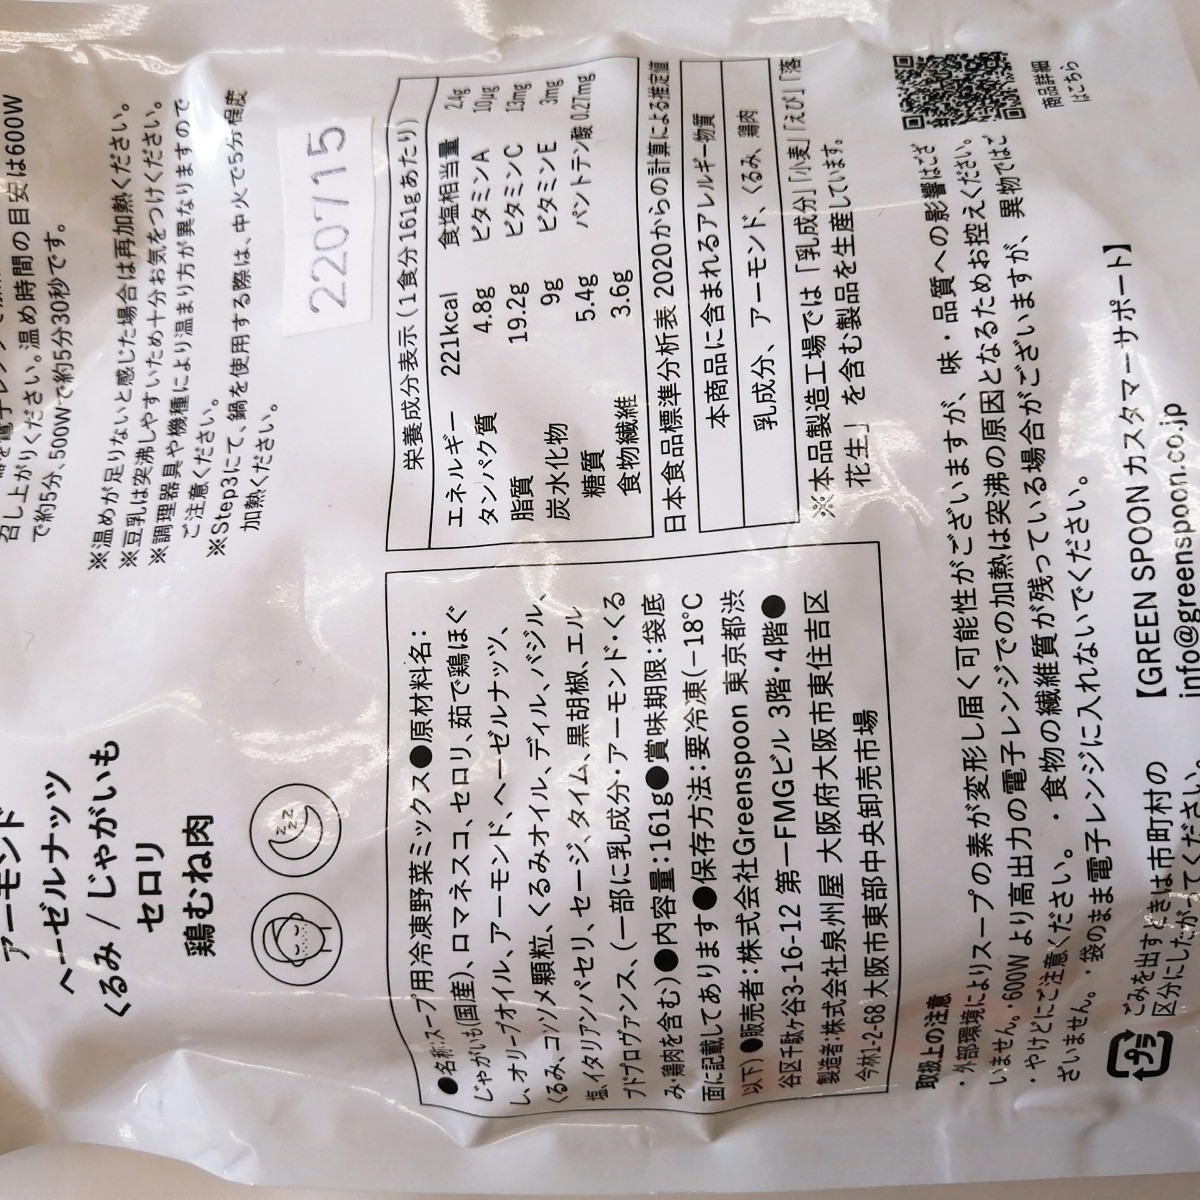 アーモンド
ヘーゼルナッツ
くるみ / じゃがいも
セロリ
鶏むね肉
召し上がりください。温め時間の目安は600W
で約5分、500Wで約5分30秒です。
※温めが足りないと感じた場合は再加熱ください。
※豆乳は突沸しやすいため十分お気をつけください。
※調理器具や機種により温まり方が異なりますので
ご注意ください。
※Step3にて、鍋を使用する際は、中火で5分程度
加熱ください。
220715
●名称:スープ用冷凍野菜ミックス●原材料名:
じゃがいも(国産)、ロマネスコ、セロリ、茹で鶏ほぐ
し、オリーブオイル、アーモンド、ヘーゼルナッツ、
くるみ、コンソメ顆粒、くるみオイル、ディル、バジル、
塩、イタリアンパセリ、セージ、タイム、黒胡椒、エル
ブドプロヴァンス、(一部に乳成分・アーモンド・くる
み・鶏肉を含む)●内容量:161g●賞味期限:袋底
面に記載してあります●保存方法:要冷凍(−18℃
以下)●販売者:株式会社Greenspoon 東京都渋
谷区千駄ヶ谷3-16-12 第一FMGビル 3階・4階●
製造者:株式会社泉州屋 大阪府大阪市東住吉区
今林1-2-68 大阪市東部中央卸売市場
栄養成分表示 (1食分161gあたり)
エネルギー 221kcal 食塩相当量 2.4g
タンパク質 4.8g ビタミンA 10μg
脂質 19.2g ビタミンC 13mg
炭水化物 9g ビタミンE 3mg
糖質 5.4g パントテン酸 0.27mg
食物繊維 3.6g
日本食品標準分析表 2020からの計算による推定値
本商品に含まれるアレルギー物質
乳成分、アーモンド、くるみ、鶏肉
※本品製造工場では「乳成分」「小麦」「えび」「落
花生」を含む製品を生産しています。
取扱上の注意
・外部環境によりスープの素が変形し届く可能性がございますが、味・品質への影響はござ
いません。・600Wより高出力の電子レンジでの加熱は突沸の原因となるためお控えください。
・やけどにご注意ください。・食物の繊維質が残っている場合がございますが、異物ではご
ざいません。・袋のまま電子レンジに入れないでください。
商品詳細
はこちら
プラ
ごみを出すときは市町村の
区分にしたがってください。
【GREEN SPOON カスタマーサポート】
info@greenspoon.co.jp